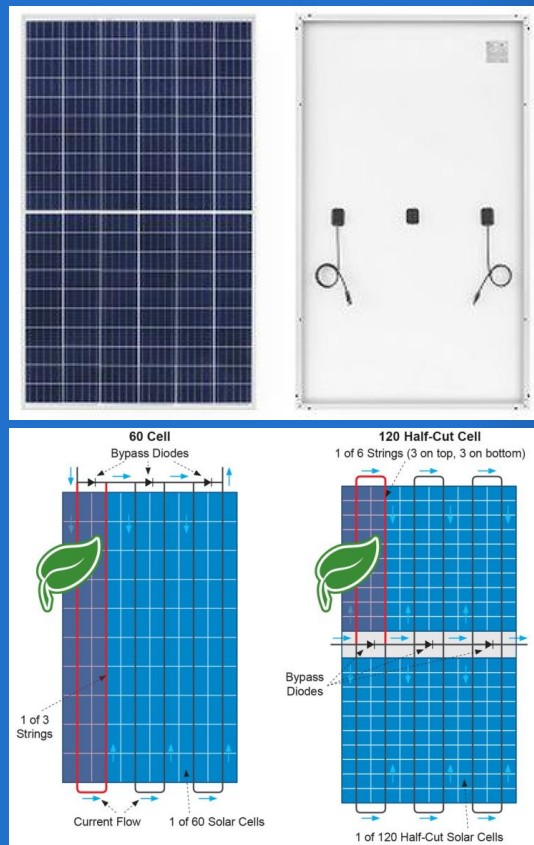 60 Cell
Bypass Diodes
1 of 3
Strings
Current Flow
1 of 60 Solar Cells
120 Half-Cut Cell
1 of 6 Strings (3 on top, 3 on bottom)
Bypass
Diodes
1 of 120 Half-Cut Solar Cells